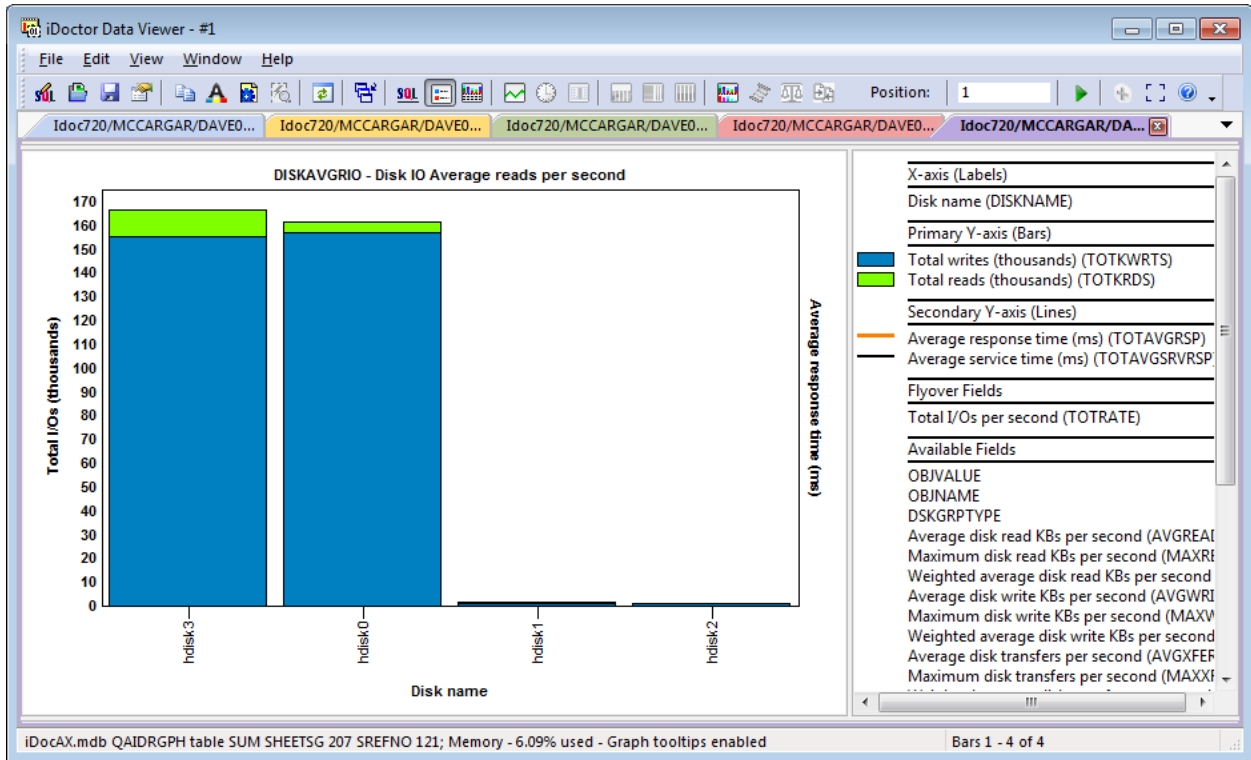 iDoctor Data Viewer - #1
File Edit View Window Help
SQL SQL Position: 1
Idoc720/MCCARGAR/DAVE0... Idoc720/MCCARGAR/DAVE0... Idoc720/MCCARGAR/DAVE0... Idoc720/MCCARGAR/DAVE0... Idoc720/MCCARGAR/DA...
DISKAVGRIO - Disk IO Average reads per second
Total I/Os (thousands)
170
160
150
140
130
120
110
100
90
80
70
60
50
40
30
20
10
0
hdisk3 hdisk0 hdisk1 hdisk2
Disk name
Average response time (ms)
X-axis (Labels)
Disk name (DISKNAME)
Primary Y-axis (Bars)
Total writes (thousands) (TOTKWRTS)
Total reads (thousands) (TOTKRDS)
Secondary Y-axis (Lines)
Average response time (ms) (TOTAVGRSP)
Average service time (ms) (TOTAVGSRVRSP)
Flyover Fields
Total I/Os per second (TOTRATE)
Available Fields
OBJVALUE
OBJNAME
DSKGRPTYPE
Average disk read KBs per second (AVGREAD
Maximum disk read KBs per second (MAXRE
Weighted average disk read KBs per second
Average disk write KBs per second (AVGWRI
Maximum disk write KBs per second (MAXW
Weighted average disk write KBs per second
Average disk transfers per second (AVGXFER
Maximum disk transfers per second (MAXXF
iDocAX.mdb QAIDRGPH table SUM SHEETSG 207 SREFNO 121; Memory - 6.09% used - Graph tooltips enabled Bars 1 - 4 of 4